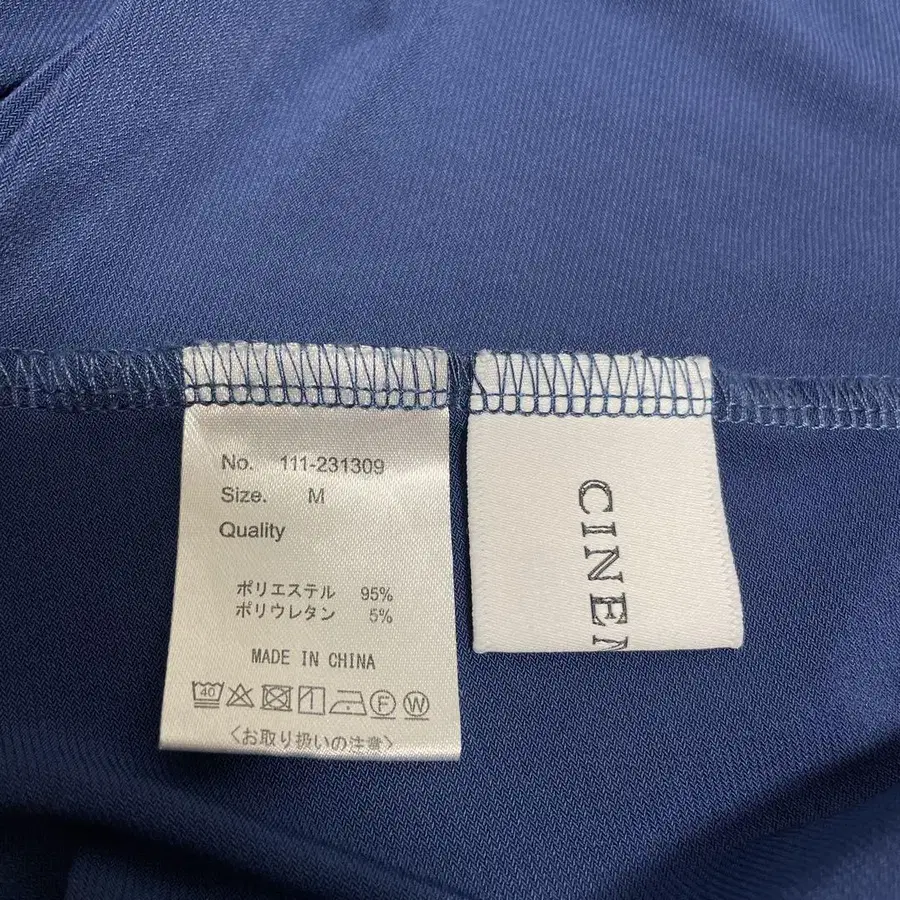 No. 111-231309
Size. M
Quality
ポリエステル 95%
ポリウレタン 5%
MADE IN CHINA
40 F W
〈お取り扱いの注意〉
CINE